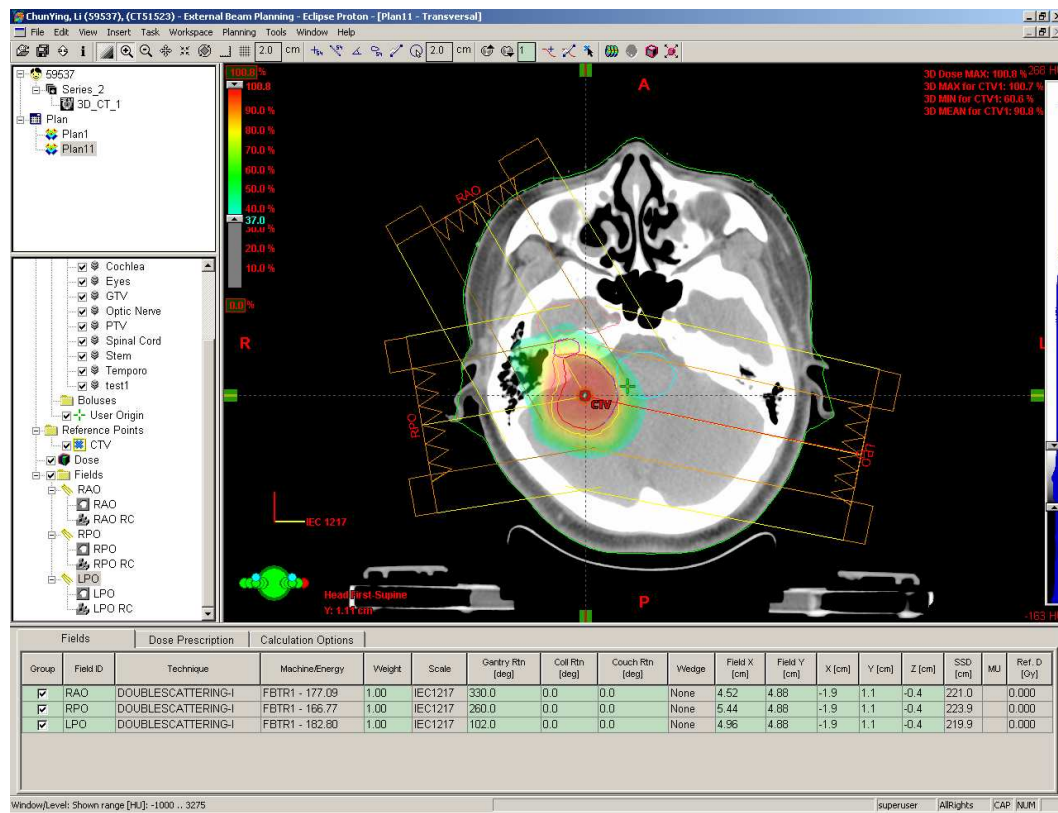 ChunYing, Li (59537), (CT51523) - External Beam Planning - Eclipse Proton - [Plan11 - Transversal]
File Edit View Insert Task Workspace Planning Tools Window Help
2.0 cm 2.0 cm 1
59537
Series_2
3D_CT_1
Plan
Plan1
Plan11
Cochlea
Eyes
GTV
Optic Nerve
PTV
Spinal Cord
Stem
Temporo
test1
Boluses
User Origin
Reference Points
CTV
Dose
Fields
RAO
RAO
RAO RC
RPO
RPO
RPO RC
LPO
LPO
LPO RC
100.8 %
100.8
90.0 %
80.0 %
70.0 %
60.0 %
50.0 %
40.0 %
37.0
30.0 %
20.0 %
10.0 %
0.0 %
3D Dose MAX: 100.8 %
268 HU
3D MAX for CTV1: 100.7 %
3D MIN for CTV1: 60.6 %
3D MEAN for CTV1: 90.8 %
A
R
L
P
RAO
RPO
LPO
CTV
IEC 1217
Head First-Supine
Y: 1.11 cm
-163 HU
Fields Dose Prescription Calculation Options
Group Field ID Technique Machine/Energy Weight Scale Gantry Rtn [deg] Coll Rtn [deg] Couch Rtn [deg] Wedge Field X [cm] Field Y [cm] X [cm] Y [cm] Z [cm] SSD [cm] MU Ref. D [Gy]
RAO DOUBLESCATTERING-I FBTR1 - 177.09 1.00 IEC1217 330.0 0.0 0.0 None 4.52 4.88 -1.9 1.1 -0.4 221.0 0.000
RPO DOUBLESCATTERING-I FBTR1 - 166.77 1.00 IEC1217 260.0 0.0 0.0 None 5.44 4.88 -1.9 1.1 -0.4 223.9 0.000
LPO DOUBLESCATTERING-I FBTR1 - 182.80 1.00 IEC1217 102.0 0.0 0.0 None 4.96 4.88 -1.9 1.1 -0.4 219.9 0.000
Window/Level: Shown range [HU]: -1000 .. 3275
superuser AllRights CAP NUM